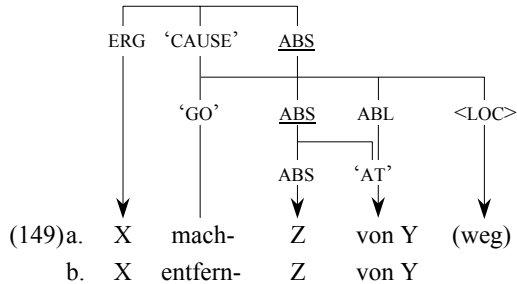 ERG ‘CAUSE’ ABS
‘GO’ ABS ABL <LOC>
ABS ‘AT’
(149) a. X mach- Z von Y (weg)
b. X entfern- Z von Y